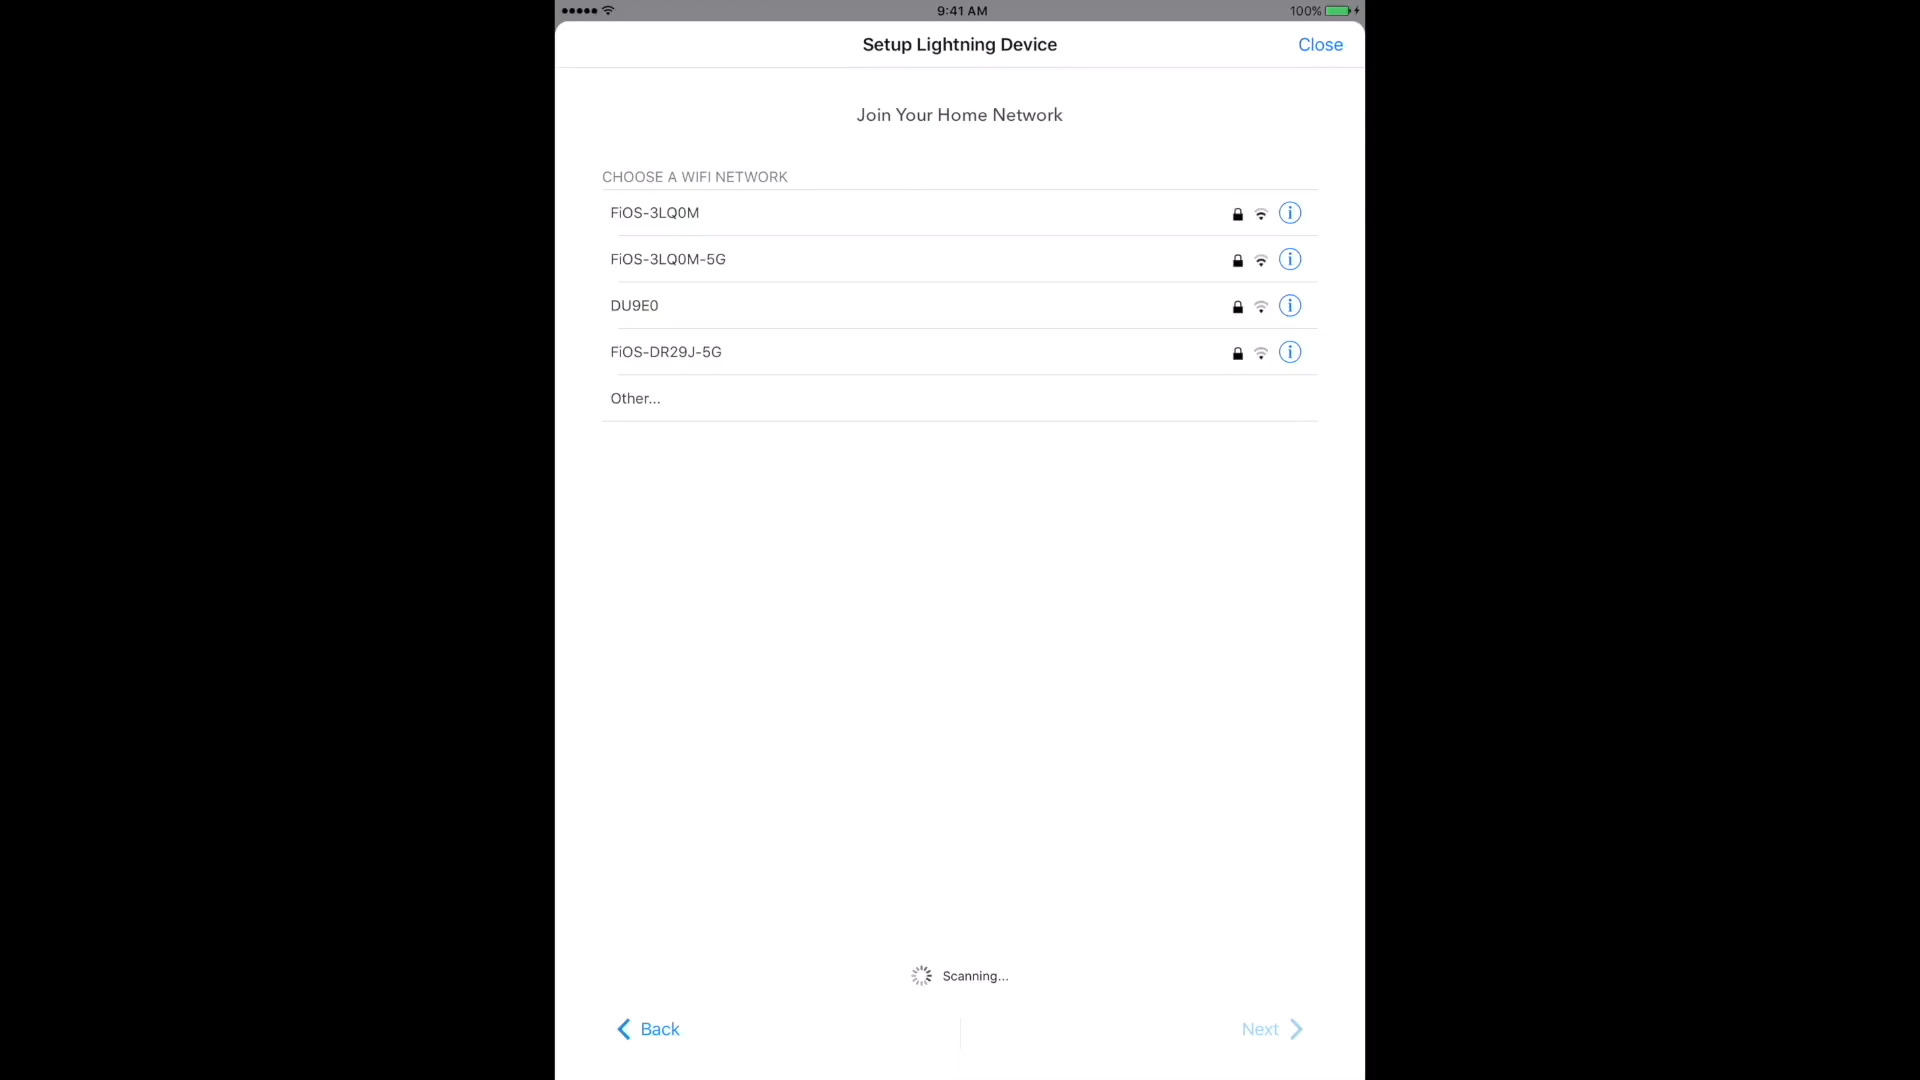 9:41 AM
100%
Setup Lightning Device
Close
Join Your Home Network
CHOOSE A WIFI NETWORK
FiOS-3LQ0M
FiOS-3LQ0M-5G
DU9E0
FiOS-DR29J-5G
Other...
Scanning...
Back
Next